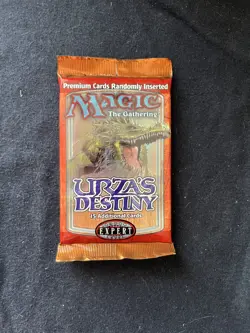 Premium Cards Randomly Inserted
MAGIC
The Gathering
URZA'S
DESTINY
15 Additional Cards
EXPERT